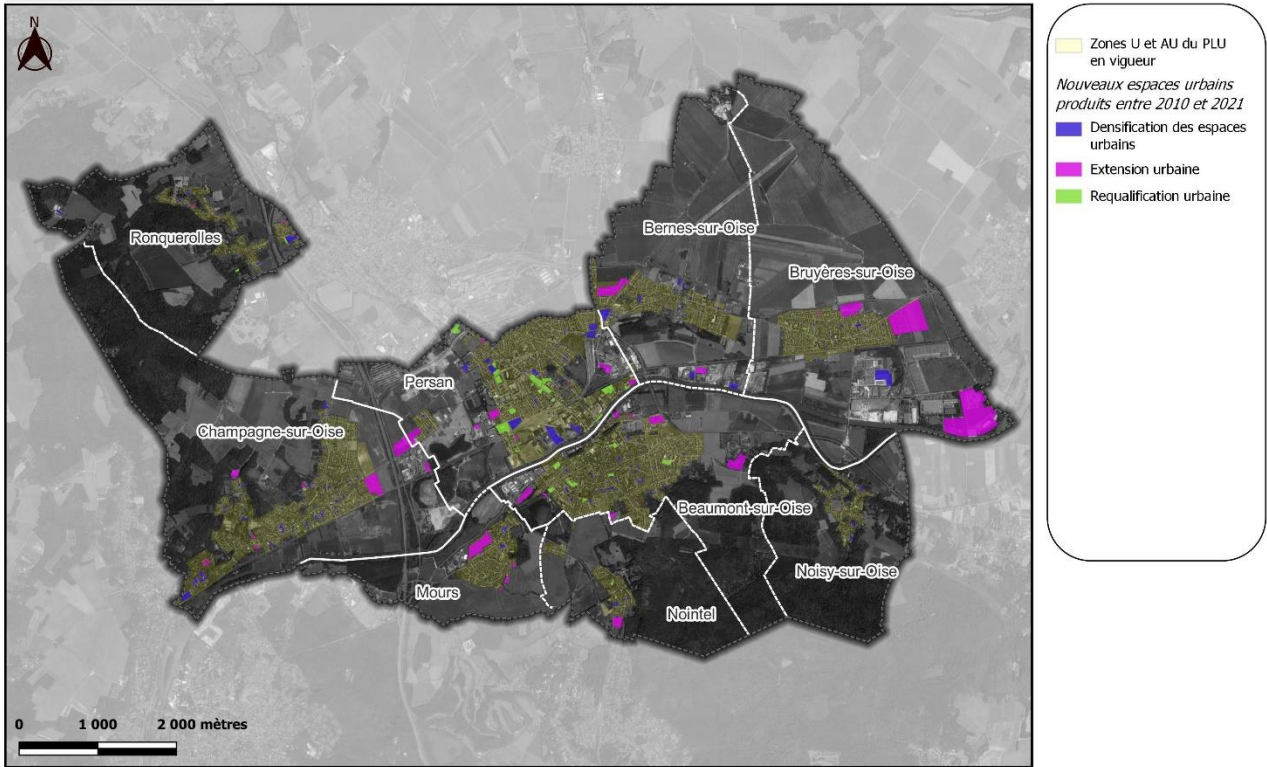 N
Zones U et AU du PLU
en vigueur
Nouveaux espaces urbains
produits entre 2010 et 2021
Densification des espaces
urbains
Extension urbaine
Requalification urbaine
Ronquerolles
Bernes-sur-Oise
Bruyères-sur-Oise
Persan
Champagne-sur-Oise
Beaumont-sur-Oise
Noisy-sur-Oise
Mours
Nointel
0 1 000 2 000 mètres